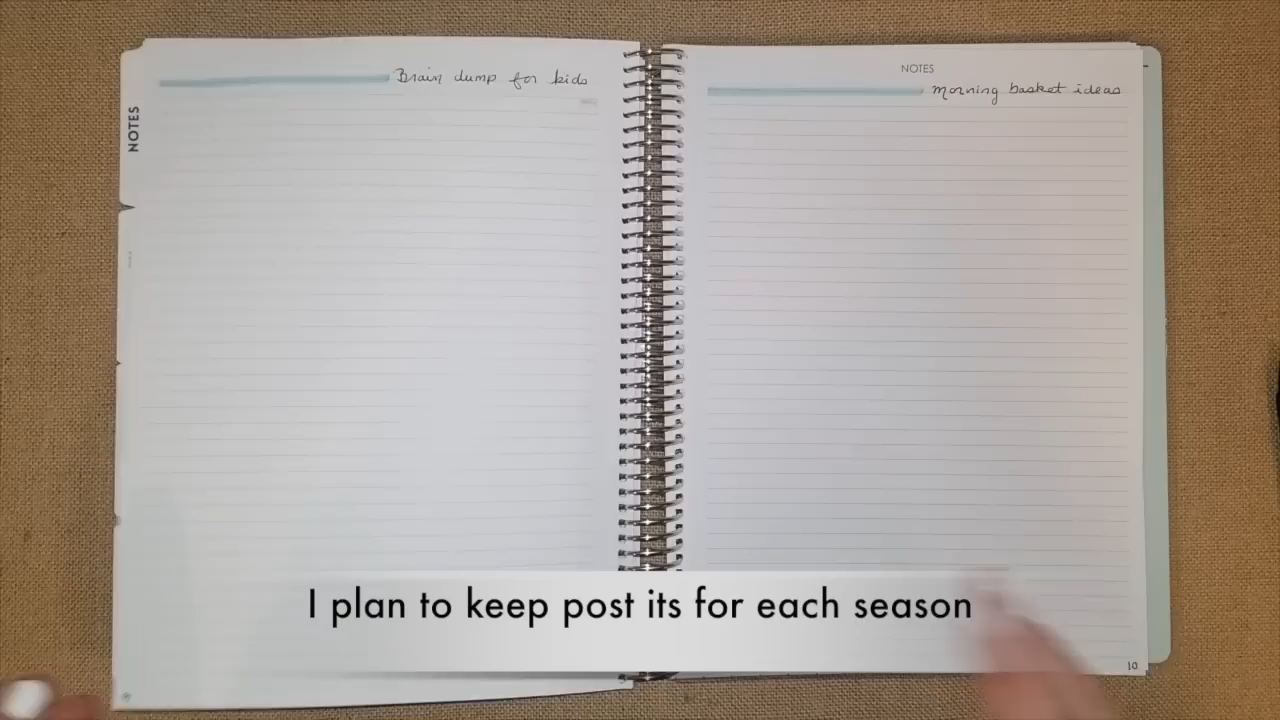 Brain dump for kids
NOTES
NOTES
morning basket ideas
I plan to keep post its for each season
10